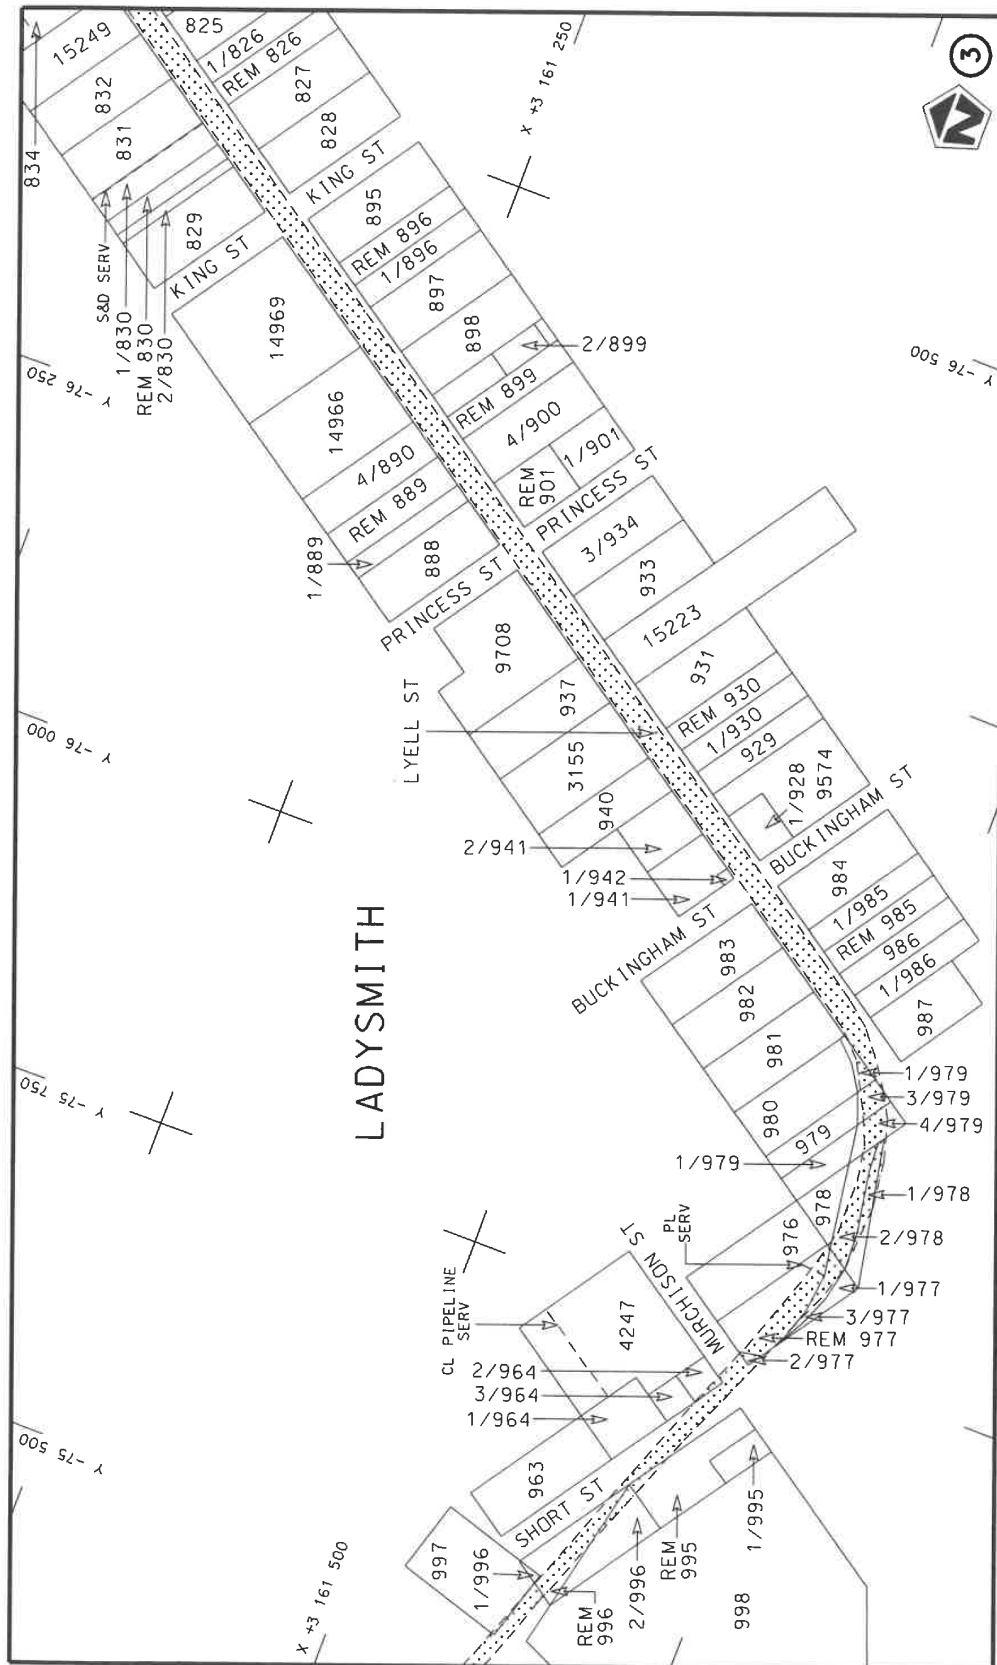 834
15249
832
831
S&D SERV
1/830
REM 830
2/830
829
KING ST
825
1/826
REM 826
827
828
KING ST
X +3 161 250
3
N
Y -76 250
14969
14966
4/890
REM 889
1/889
888
PRINCESS ST
895
REM 896
1/896
897
898
2/899
REM 899
4/900
1/901
REM
901
PRINCESS ST
Y -76 500
9708
LYELL ST
937
3155
940
2/941
1/942
1/941
BUCKINGHAM ST
3/934
933
15223
931
REM 930
1/930
929
1/928
9574
BUCKINGHAM ST
Y -76 000
LADYSMITH
983
982
981
980
979
1/979
978
976
PL
SERV
984
1/985
REM 985
986
1/986
987
1/979
3/979
4/979
1/978
2/978
1/977
3/977
REM 977
2/977
Y -75 750
MURCHISON ST
CL PIPELINE
SERV
4247
2/964
3/964
1/964
963
SHORT ST
997
1/996
REM
996
2/996
REM
995
1/995
998
Y -75 500
X +3 161 500